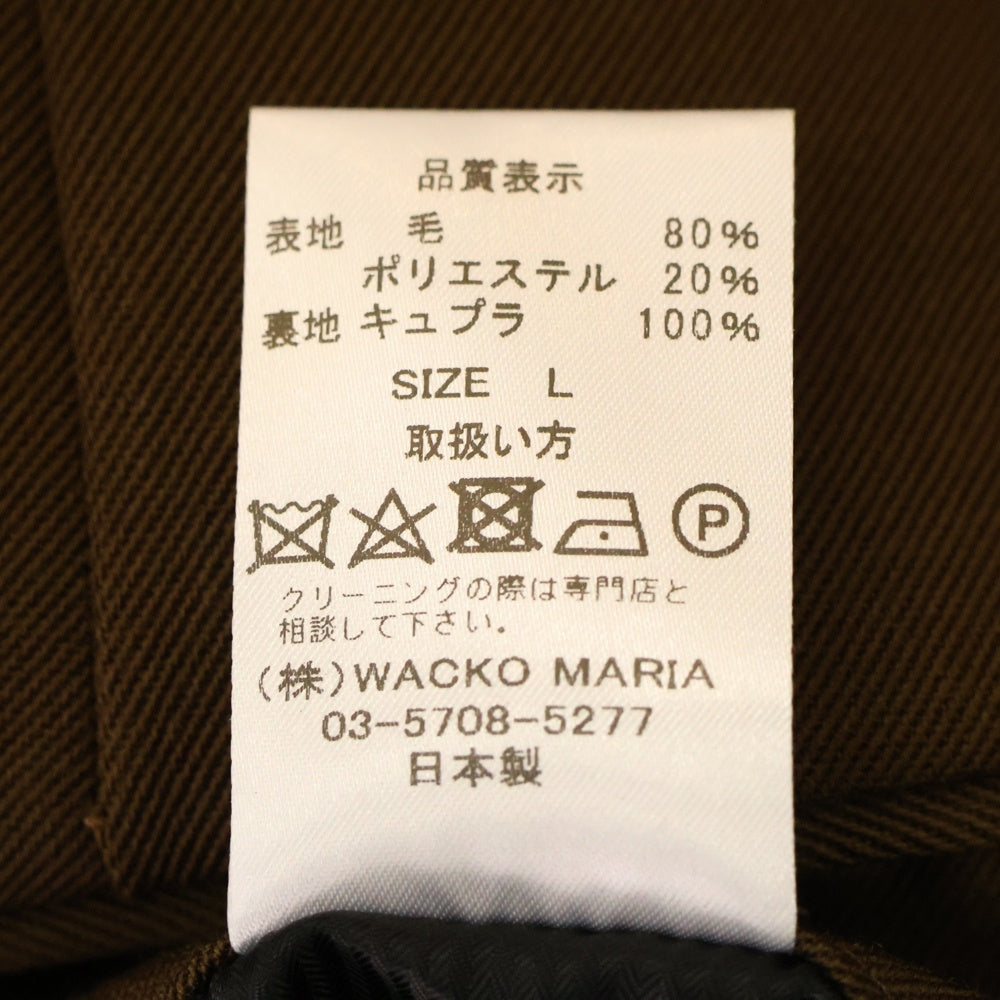 品質表示
表地 毛 80%
ポリエステル 20%
裏地 キュプラ 100%
SIZE L
取扱い方
P
クリーニングの際は専門店と
相談して下さい。
(株)WACKO MARIA
03-5708-5277
日本製